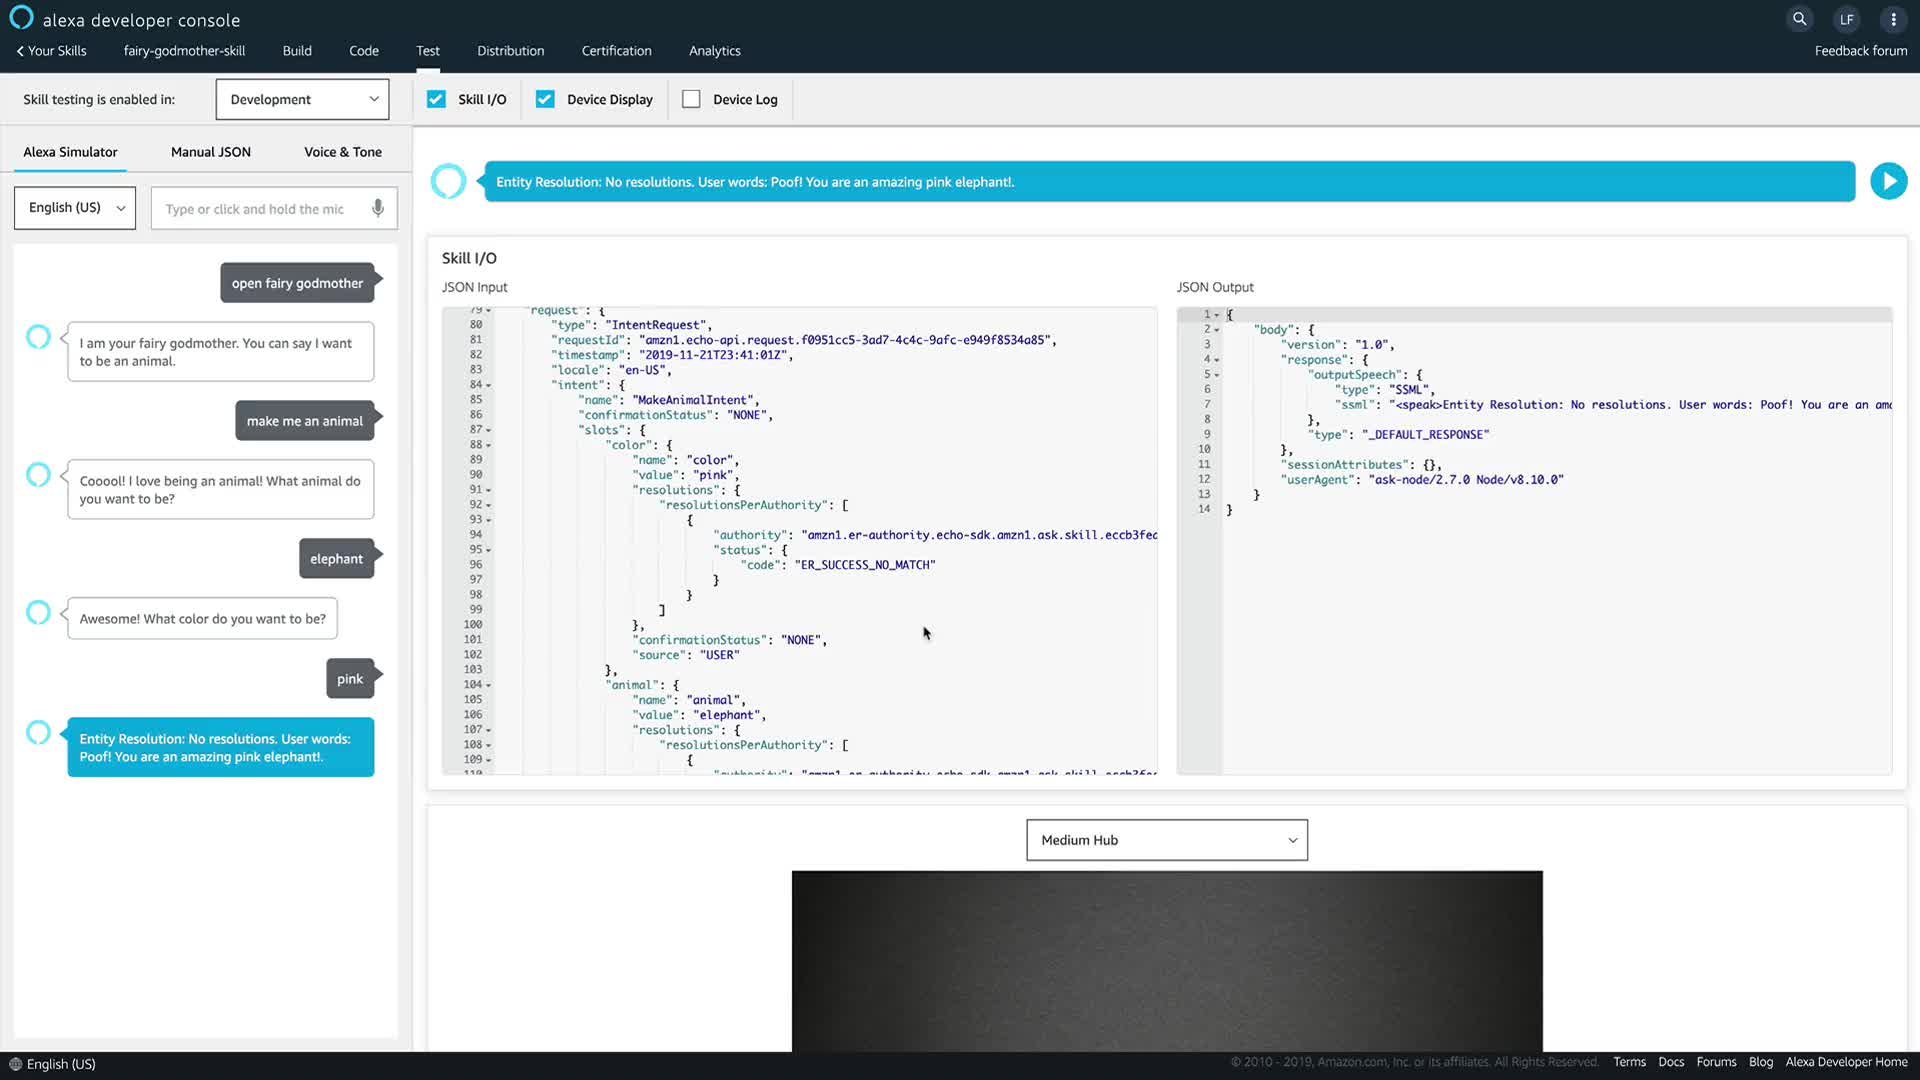 alexa developer console
LF
Your Skills
fairy-godmother-skill
Build
Code
Test
Distribution
Certification
Analytics
Feedback forum
Skill testing is enabled in:
Development
Skill I/O
Device Display
Device Log
Alexa Simulator
Manual JSON
Voice & Tone
English (US)
Type or click and hold the mic
open fairy godmother
I am your fairy godmother. You can say I want
to be an animal.
make me an animal
Cooool! I love being an animal! What animal do
you want to be?
elephant
Awesome! What color do you want to be?
pink
Entity Resolution: No resolutions. User words:
Poof! You are an amazing pink elephant!.
Entity Resolution: No resolutions. User words: Poof! You are an amazing pink elephant!.
Skill I/O
JSON Input
79 "request": {
80 "type": "IntentRequest",
81 "requestId": "amzn1.echo-api.request.f0951cc5-3ad7-4c4c-9afc-e949f8534a85",
82 "timestamp": "2019-11-21T23:41:01Z",
83 "locale": "en-US",
84 "intent": {
85 "name": "MakeAnimalIntent",
86 "confirmationStatus": "NONE",
87 "slots": {
88 "color": {
89 "name": "color",
90 "value": "pink",
91 "resolutions": {
92 "resolutionsPerAuthority": [
93 {
94 "authority": "amzn1.er-authority.echo-sdk.amzn1.ask.skill.eccb3fec
95 "status": {
96 "code": "ER_SUCCESS_NO_MATCH"
97 }
98 }
99 ]
100 },
101 "confirmationStatus": "NONE",
102 "source": "USER"
103 },
104 "animal": {
105 "name": "animal",
106 "value": "elephant",
107 "resolutions": {
108 "resolutionsPerAuthority": [
109 {
110 "authority": "amzn1.er-authority.echo-sdk.amzn1.ask.skill.eccb3fec
JSON Output
1 {
2 "body": {
3 "version": "1.0",
4 "response": {
5 "outputSpeech": {
6 "type": "SSML",
7 "ssml": "<speak>Entity Resolution: No resolutions. User words: Poof! You are an ama
8 },
9 "type": "_DEFAULT_RESPONSE"
10 },
11 "sessionAttributes": {},
12 "userAgent": "ask-node/2.7.0 Node/v8.10.0"
13 }
14 }
Medium Hub
English (US)
© 2010 - 2019, Amazon.com, Inc. or its affiliates. All Rights Reserved.
Terms
Docs
Forums
Blog
Alexa Developer Home